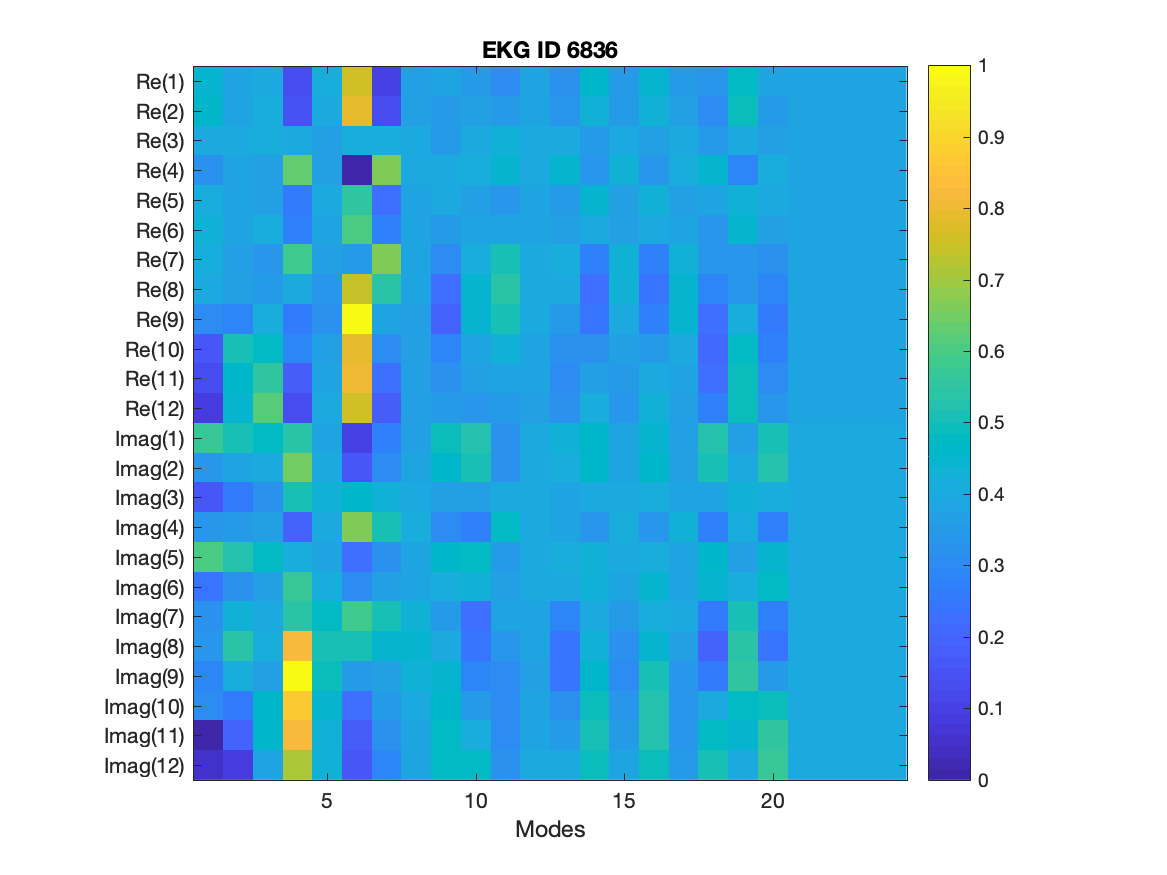 EKG ID 6836
Re(1)
Re(2)
Re(3)
Re(4)
Re(5)
Re(6)
Re(7)
Re(8)
Re(9)
Re(10)
Re(11)
Re(12)
Imag(1)
Imag(2)
Imag(3)
Imag(4)
Imag(5)
Imag(6)
Imag(7)
Imag(8)
Imag(9)
Imag(10)
Imag(11)
Imag(12)
5 10 15 20
Modes
1
0.9
0.8
0.7
0.6
0.5
0.4
0.3
0.2
0.1
0